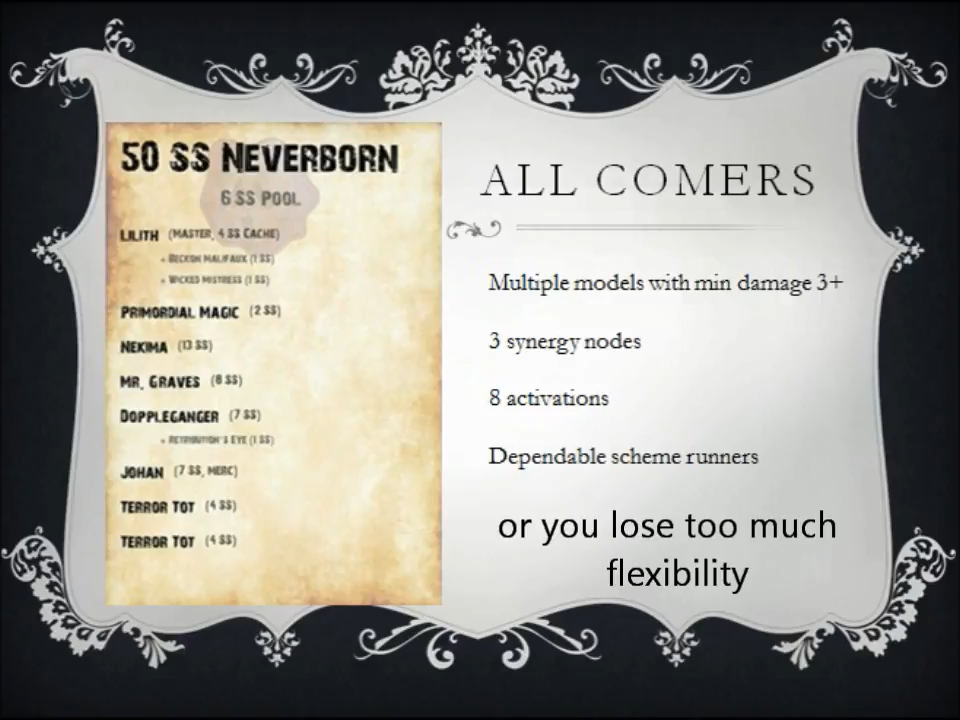 50 SS NEVERBORN
6 SS POOL
LILITH (MASTER, 4 SS CACHE)
+ BECKON MALIFAUX (1 SS)
+ WICKED MISTRESS (1 SS)
PRIMORDIAL MAGIC (2 SS)
NEKIMA (13 SS)
MR. GRAVES (8 SS)
DOPPLEGANGER (7 SS)
+ RETRIBUTION'S EYE (1 SS)
JOHAN (7 SS, MERC)
TERROR TOT (4 SS)
TERROR TOT (4 SS)
ALL COMERS
Multiple models with min damage 3+
3 synergy nodes
8 activations
Dependable scheme runners
or you lose too much
flexibility